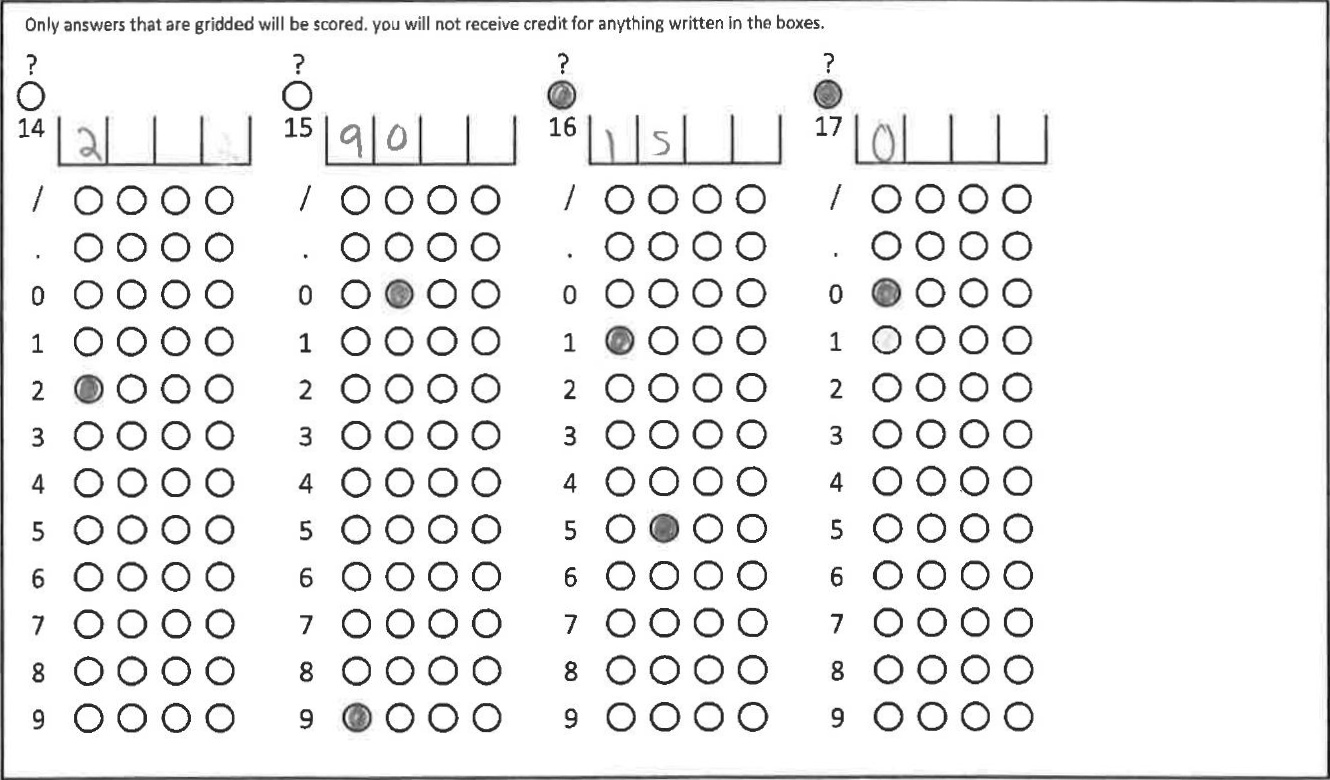 Only answers that are gridded will be scored. you will not receive credit for anything written in the boxes.
? ? ? ?
14 2 15 9 0 16 1 5 17 0
/ / / /
. . . .
0 0 0 0
1 1 1 1
2 2 2 2
3 3 3 3
4 4 4 4
5 5 5 5
6 6 6 6
7 7 7 7
8 8 8 8
9 9 9 9